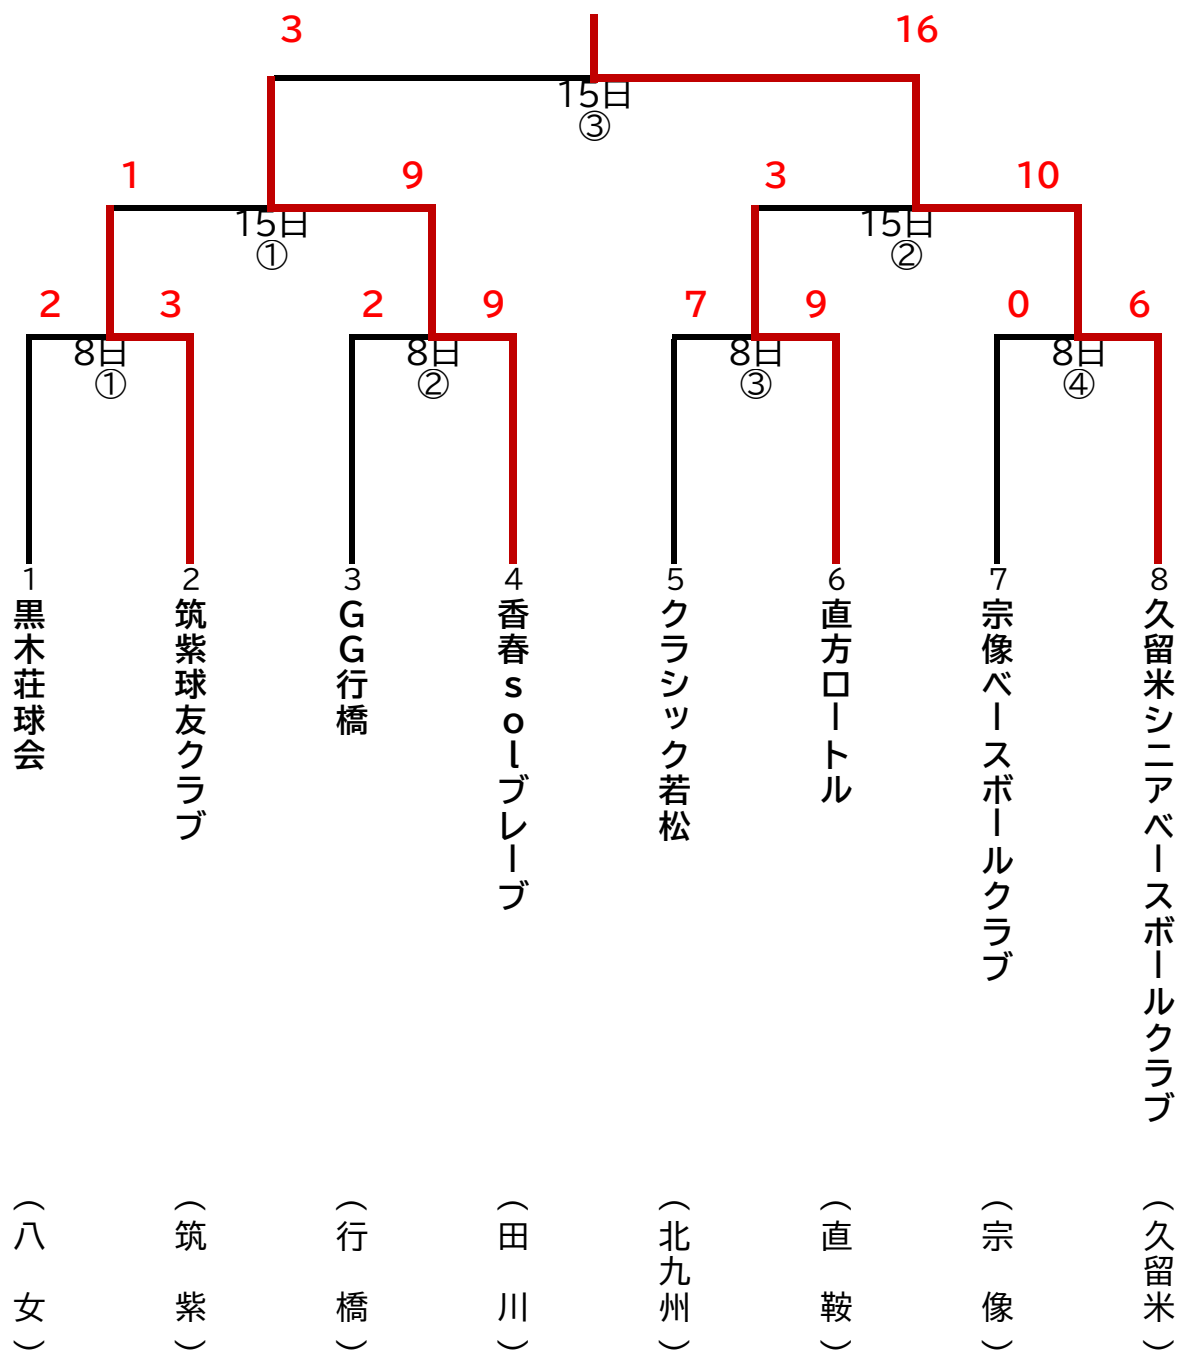 3
16
15日
③
1
9
3
10
15日
①
15日
②
2
3
2
9
7
9
0
6
8日
①
8日
②
8日
③
8日
④
1
黒木荘球会
（八女）
2
筑紫球友クラブ
（筑紫）
3
ＧＧ行橋
（行橋）
4
香春ｓｏｌブレーブ
（田川）
5
クラシック若松
（北九州）
6
直方ロートル
（直鞍）
7
宗像ベースボールクラブ
（宗像）
8
久留米シニアベースボールクラブ
（久留米）